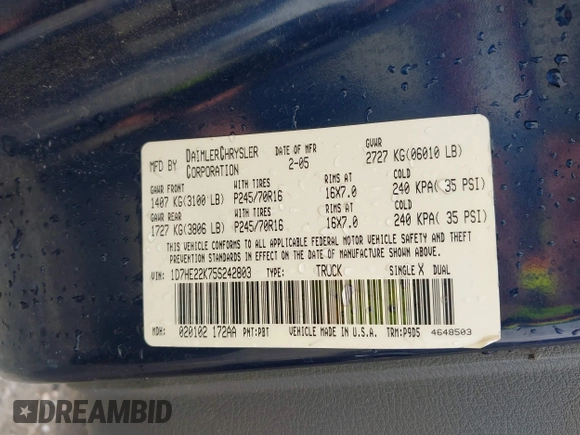 MFD BY DAIMLERCHRYSLER CORPORATION DATE OF MFR 2-05 GVWR 2727 KG(06010 LB)
GAWR FRONT WITH TIRES RIMS AT COLD
1407 KG(3100 LB) P245/70R16 16X7.0 240 KPA( 35 PSI)
GAWR REAR WITH TIRES RIMS AT COLD
1727 KG(3806 LB) P245/70R16 16X7.0 240 KPA( 35 PSI)
THIS VEHICLE CONFORMS TO ALL APPLICABLE FEDERAL MOTOR VEHICLE SAFETY AND THEFT
PREVENTION STANDARDS IN EFFECT ON THE DATE OF MANUFACTURE SHOWN ABOVE.
VIN: 1D7HE22K75S242803 TYPE: TRUCK SINGLE X DUAL
MDH: 020102 172AA PNT:PBT VEHICLE MADE IN U.S.A. TRM:P9D5 4648503
DREAMBID